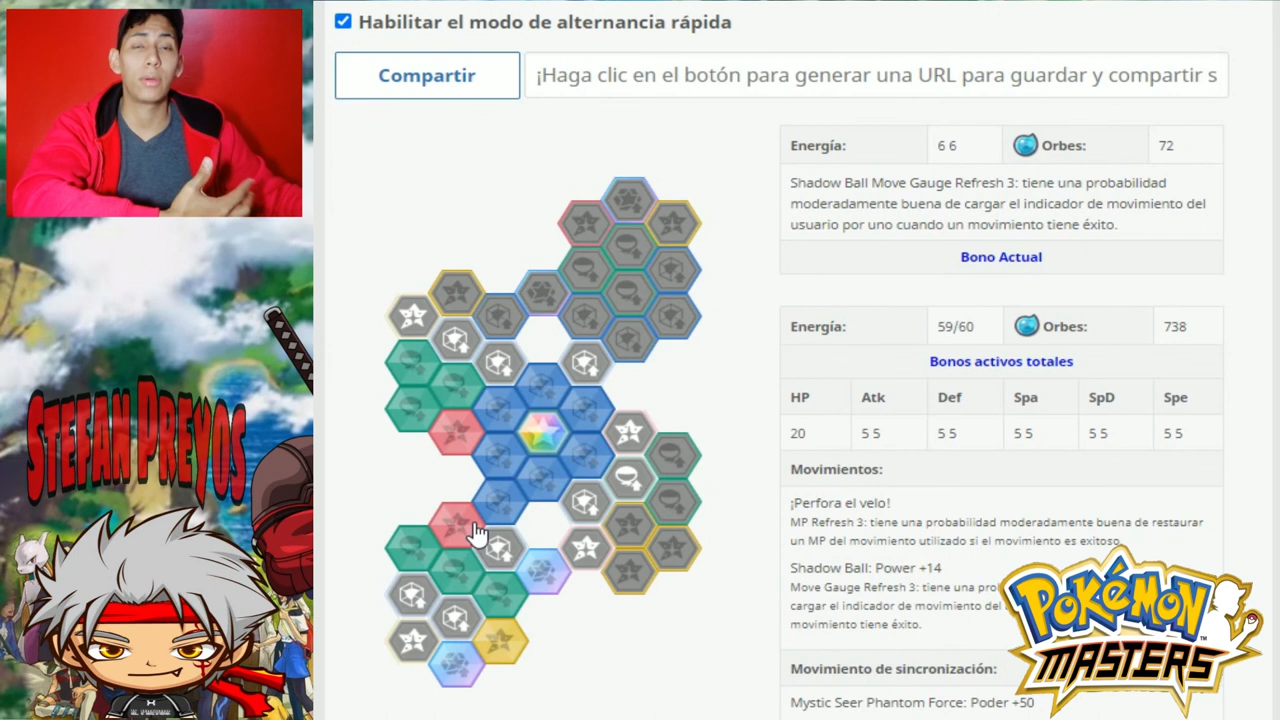 Habilitar el modo de alternancia rápida
Compartir
¡Haga clic en el botón para generar una URL para guardar y compartir s
Energía: 6 6 Orbes: 72
Shadow Ball Move Gauge Refresh 3: tiene una probabilidad
moderadamente buena de cargar el indicador de movimiento del
usuario por uno cuando un movimiento tiene éxito.
Bono Actual
Energía: 59/60 Orbes: 738
Bonos activos totales
HP Atk Def Spa SpD Spe
20 5 5 5 5 5 5 5 5 5 5
Movimientos:
¡Perfora el velo!
MP Refresh 3: tiene una probabilidad moderadamente buena de restaurar
un MP del movimiento utilizado si el movimiento es exitoso.
Shadow Ball: Power +14
Move Gauge Refresh 3: tiene una pro
cargar el indicador de movimiento del
movimiento tiene éxito.
Movimiento de sincronización:
Mystic Seer Phantom Force: Poder +50
STEFAN PREYOS
POKéMON
MASTERS
TM